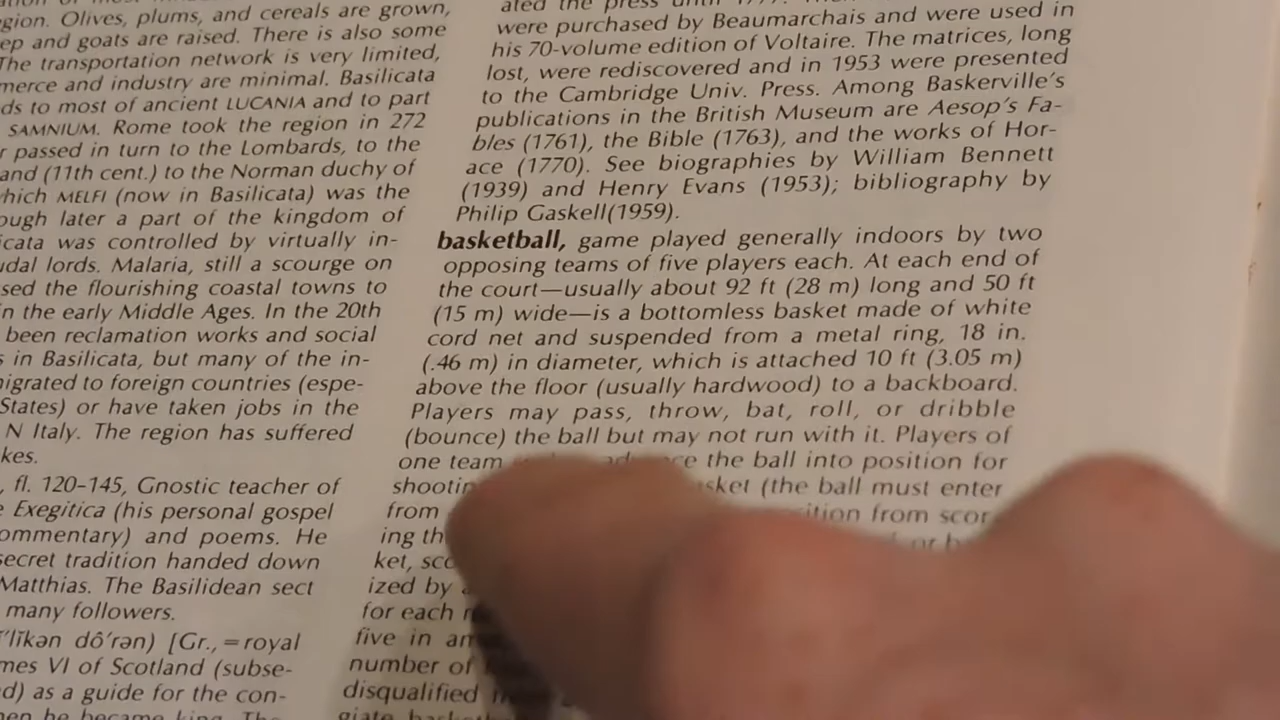 egion. Olives, plums, and cereals are grown,
ep and goats are raised. There is also some
The transportation network is very limited,
merce and industry are minimal. Basilicata
ds to most of ancient LUCANIA and to part
SAMNIUM. Rome took the region in 272
r passed in turn to the Lombards, to the
and (11th cent.) to the Norman duchy of
hich MELFI (now in Basilicata) was the
ough later a part of the kingdom of
icata was controlled by virtually in-
udal lords. Malaria, still a scourge on
sed the flourishing coastal towns to
in the early Middle Ages. In the 20th
been reclamation works and social
s in Basilicata, but many of the in-
migrated to foreign countries (espe-
States) or have taken jobs in the
N Italy. The region has suffered
kes.
, fl. 120–145, Gnostic teacher of
e Exegitica (his personal gospel
ommentary) and poems. He
secret tradition handed down
Matthias. The Basilidean sect
many followers.
ʺlĭkən dô′rən) [Gr.,=royal
mes VI of Scotland (subse-
d) as a guide for the con-
hen he became king. The
ated the press until
were purchased by Beaumarchais and were used in
his 70-volume edition of Voltaire. The matrices, long
lost, were rediscovered and in 1953 were presented
to the Cambridge Univ. Press. Among Baskerville's
publications in the British Museum are Aesop's Fa-
bles (1761), the Bible (1763), and the works of Hor-
ace (1770). See biographies by William Bennett
(1939) and Henry Evans (1953); bibliography by
Philip Gaskell(1959).
basketball, game played generally indoors by two
opposing teams of five players each. At each end of
the court—usually about 92 ft (28 m) long and 50 ft
(15 m) wide—is a bottomless basket made of white
cord net and suspended from a metal ring, 18 in.
(.46 m) in diameter, which is attached 10 ft (3.05 m)
above the floor (usually hardwood) to a backboard.
Players may pass, throw, bat, roll, or dribble
(bounce) the ball but may not run with it. Players of
one team the ball into position for
shootin sket (the ball must enter
from ition from scor-
ing th
ket, sco
ized by
for each
five in an
number of
disqualified
giate